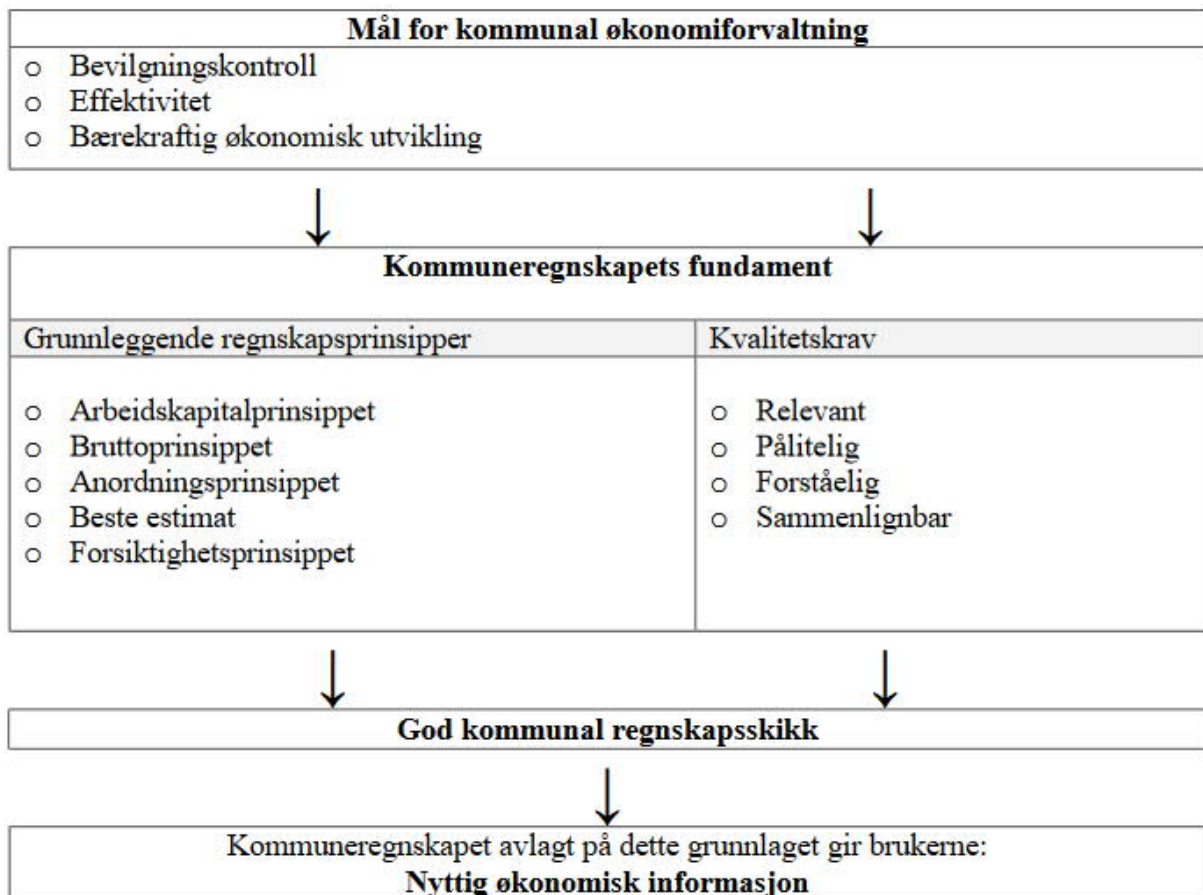 Mål for kommunal økonomiforvaltning
o Bevilgningskontroll
o Effektivitet
o Bærekraftig økonomisk utvikling
Kommuneregnskapets fundament
Grunnleggende regnskapsprinsipper
o Arbeidskapitalprinsippet
o Bruttoprinsippet
o Anordningsprinsippet
o Beste estimat
o Forsiktighetsprinsippet
Kvalitetskrav
o Relevant
o Pålitelig
o Forståelig
o Sammenlignbar
God kommunal regnskapsskikk
Kommuneregnskapet avlagt på dette grunnlaget gir brukerne:
Nyttig økonomisk informasjon